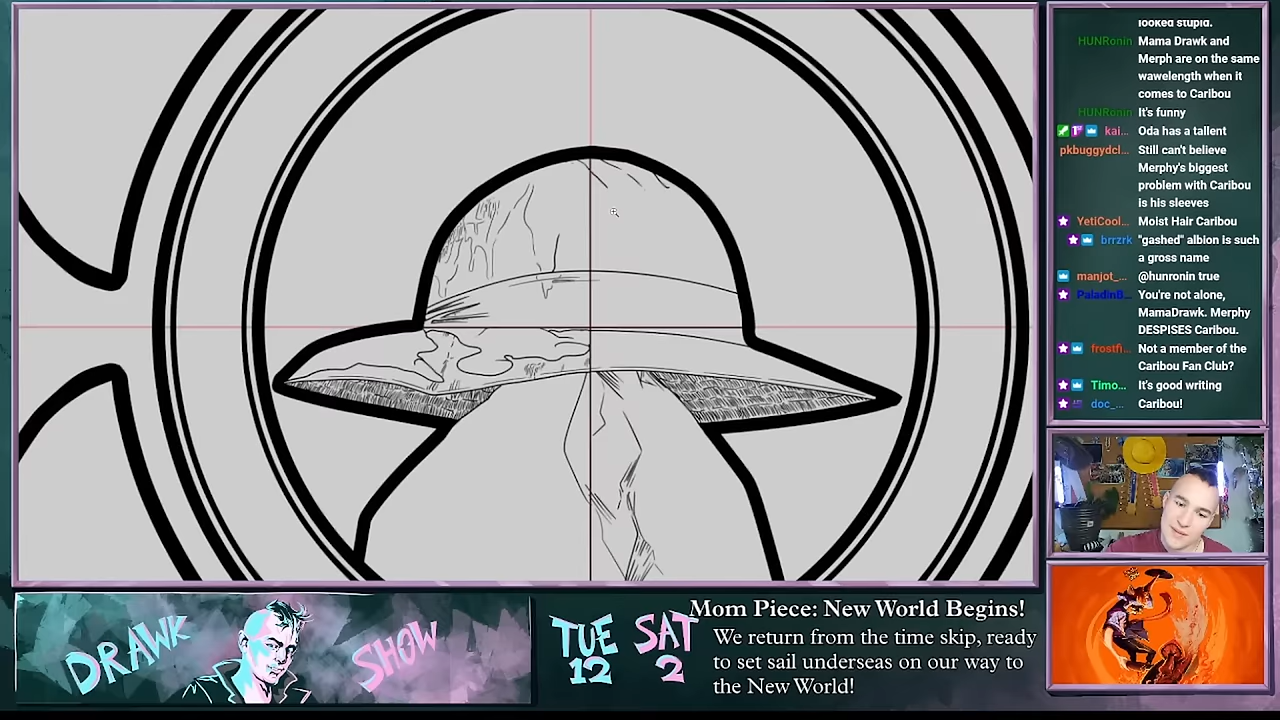 looked stupid.
HUNRonin Mama Drawk and
Merph are on the same
wawelength when it
comes to Caribou
HUNRonin It's funny
kai... Oda has a tallent
pkbuggydcl... Still can't believe
Merphy's biggest
problem with Caribou
is his sleeves
YetiCool... Moist Hair Caribou
brrzrk "gashed" albion is such
a gross name
manjot_... @hunronin true
PaladinB... You're not alone,
MamaDrawk. Merphy
DESPISES Caribou.
frostfi... Not a member of the
Caribou Fan Club?
Timo... It's good writing
doc_... Caribou!
DRAWK SHOW
TUE SAT
12 2
Mom Piece: New World Begins!
We return from the time skip, ready
to set sail underseas on our way to
the New World!